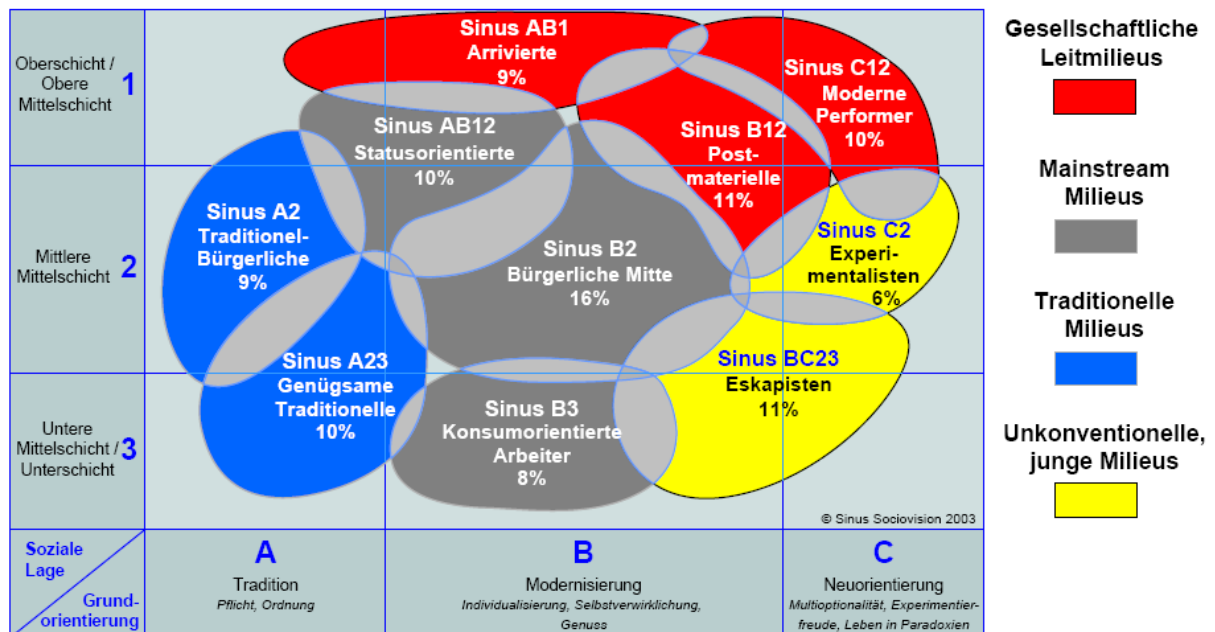 Oberschicht /
Obere
Mittelschicht
1
Sinus AB1
Arrivierte
9%
Sinus C12
Moderne
Performer
10%
Sinus AB12
Statusorientierte
10%
Sinus B12
Post-
materielle
11%
Mittlere
Mittelschicht
2
Sinus A2
Traditionel-
Bürgerliche
9%
Sinus B2
Bürgerliche Mitte
16%
Sinus C2
Experi-
mentalisten
6%
Untere
Mittelschicht /
Unterschicht
3
Sinus A23
Genügsame
Traditionelle
10%
Sinus B3
Konsumorientierte
Arbeiter
8%
Sinus BC23
Eskapisten
11%
© Sinus Sociovision 2003
Soziale
Lage
Grund-
orientierung
A
Tradition
Pflicht, Ordnung
B
Modernisierung
Individualisierung, Selbstverwirklichung,
Genuss
C
Neuorientierung
Multioptionalität, Experimentier-
freude, Leben in Paradoxien
Gesellschaftliche
Leitmilieus
Mainstream
Milieus
Traditionelle
Milieus
Unkonventionelle,
junge Milieus